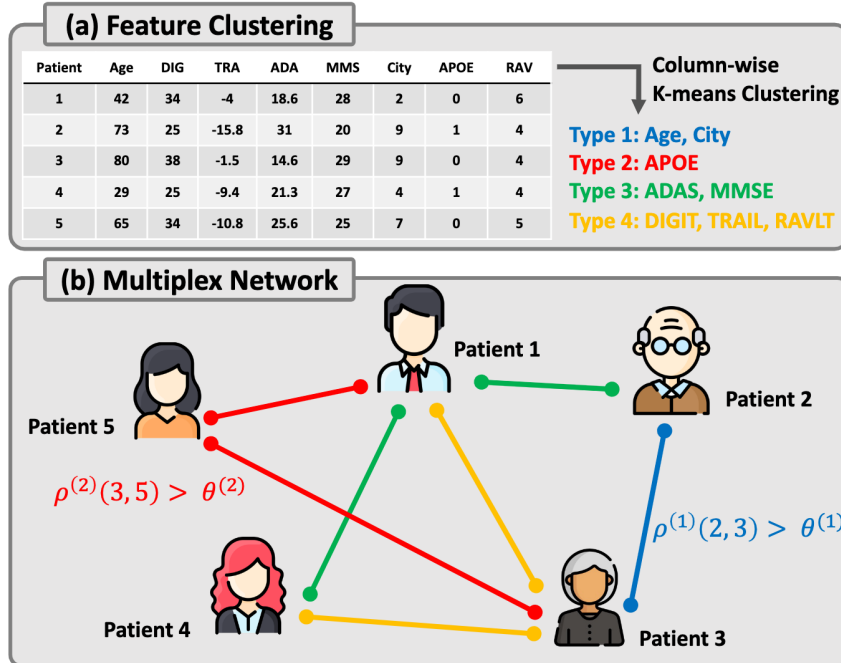 (a) Feature Clustering
Patient Age DIG TRA ADA MMS City APOE RAV
1 42 34 -4 18.6 28 2 0 6
2 73 25 -15.8 31 20 9 1 4
3 80 38 -1.5 14.6 29 9 0 4
4 29 25 -9.4 21.3 27 4 1 4
5 65 34 -10.8 25.6 25 7 0 5
Column-wise
K-means Clustering
Type 1: Age, City
Type 2: APOE
Type 3: ADAS, MMSE
Type 4: DIGIT, TRAIL, RAVLT
(b) Multiplex Network
Patient 1
Patient 2
Patient 5
ρ⁽²⁾(3,5) > θ⁽²⁾
ρ⁽¹⁾(2,3) > θ⁽¹⁾
Patient 4
Patient 3